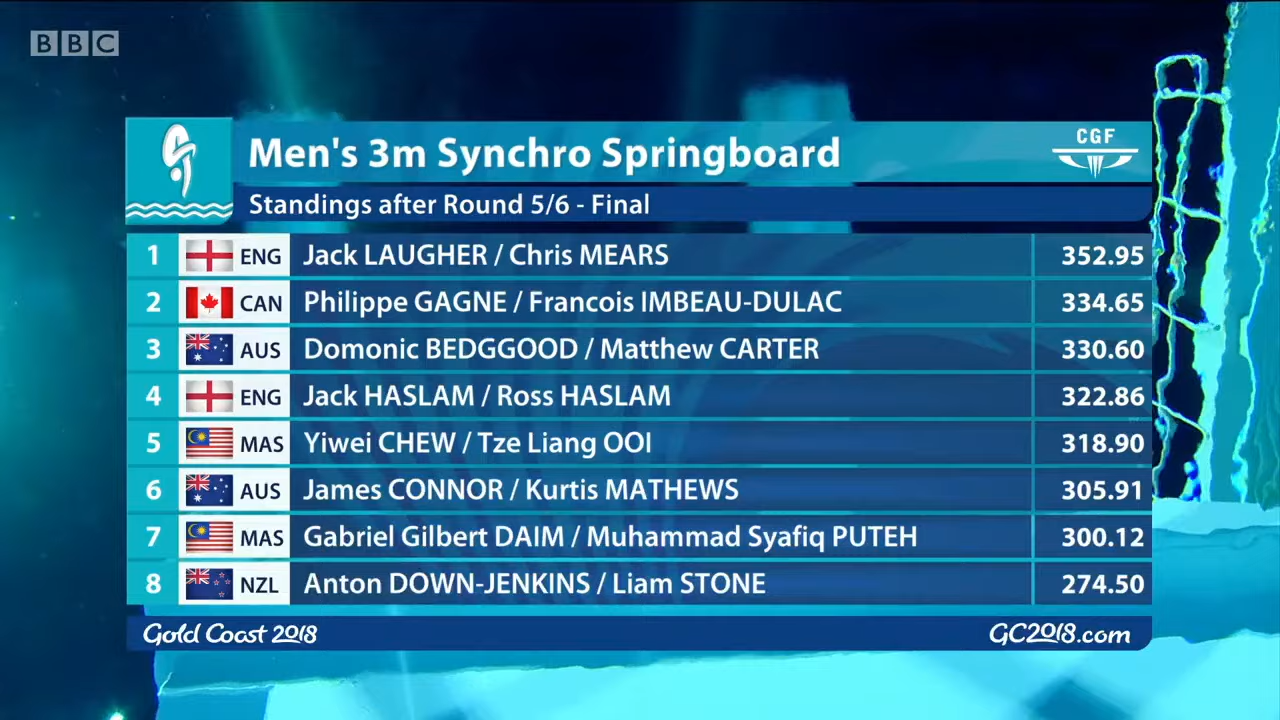 BBC
Men's 3m Synchro Springboard
CGF
Standings after Round 5/6 - Final
1 ENG Jack LAUGHER / Chris MEARS 352.95
2 CAN Philippe GAGNE / Francois IMBEAU-DULAC 334.65
3 AUS Domonic BEDGGOOD / Matthew CARTER 330.60
4 ENG Jack HASLAM / Ross HASLAM 322.86
5 MAS Yiwei CHEW / Tze Liang OOI 318.90
6 AUS James CONNOR / Kurtis MATHEWS 305.91
7 MAS Gabriel Gilbert DAIM / Muhammad Syafiq PUTEH 300.12
8 NZL Anton DOWN-JENKINS / Liam STONE 274.50
Gold Coast 2018 GC2018.com